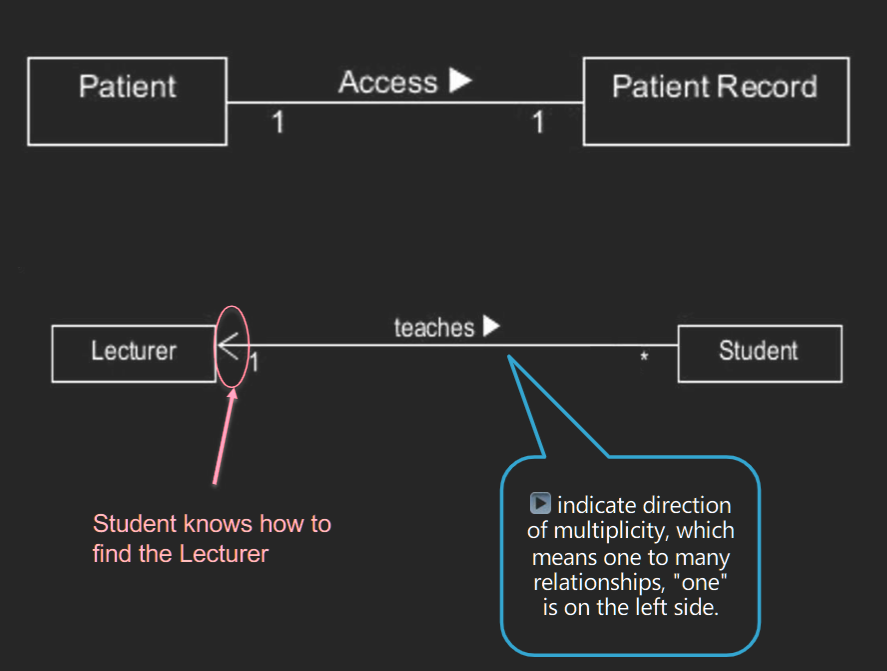 Patient
Access ▶
Patient Record
1
1
teaches ▶
Lecturer
1
*
Student
Student knows how to
find the Lecturer
▶ indicate direction
of multiplicity, which
means one to many
relationships, "one"
is on the left side.